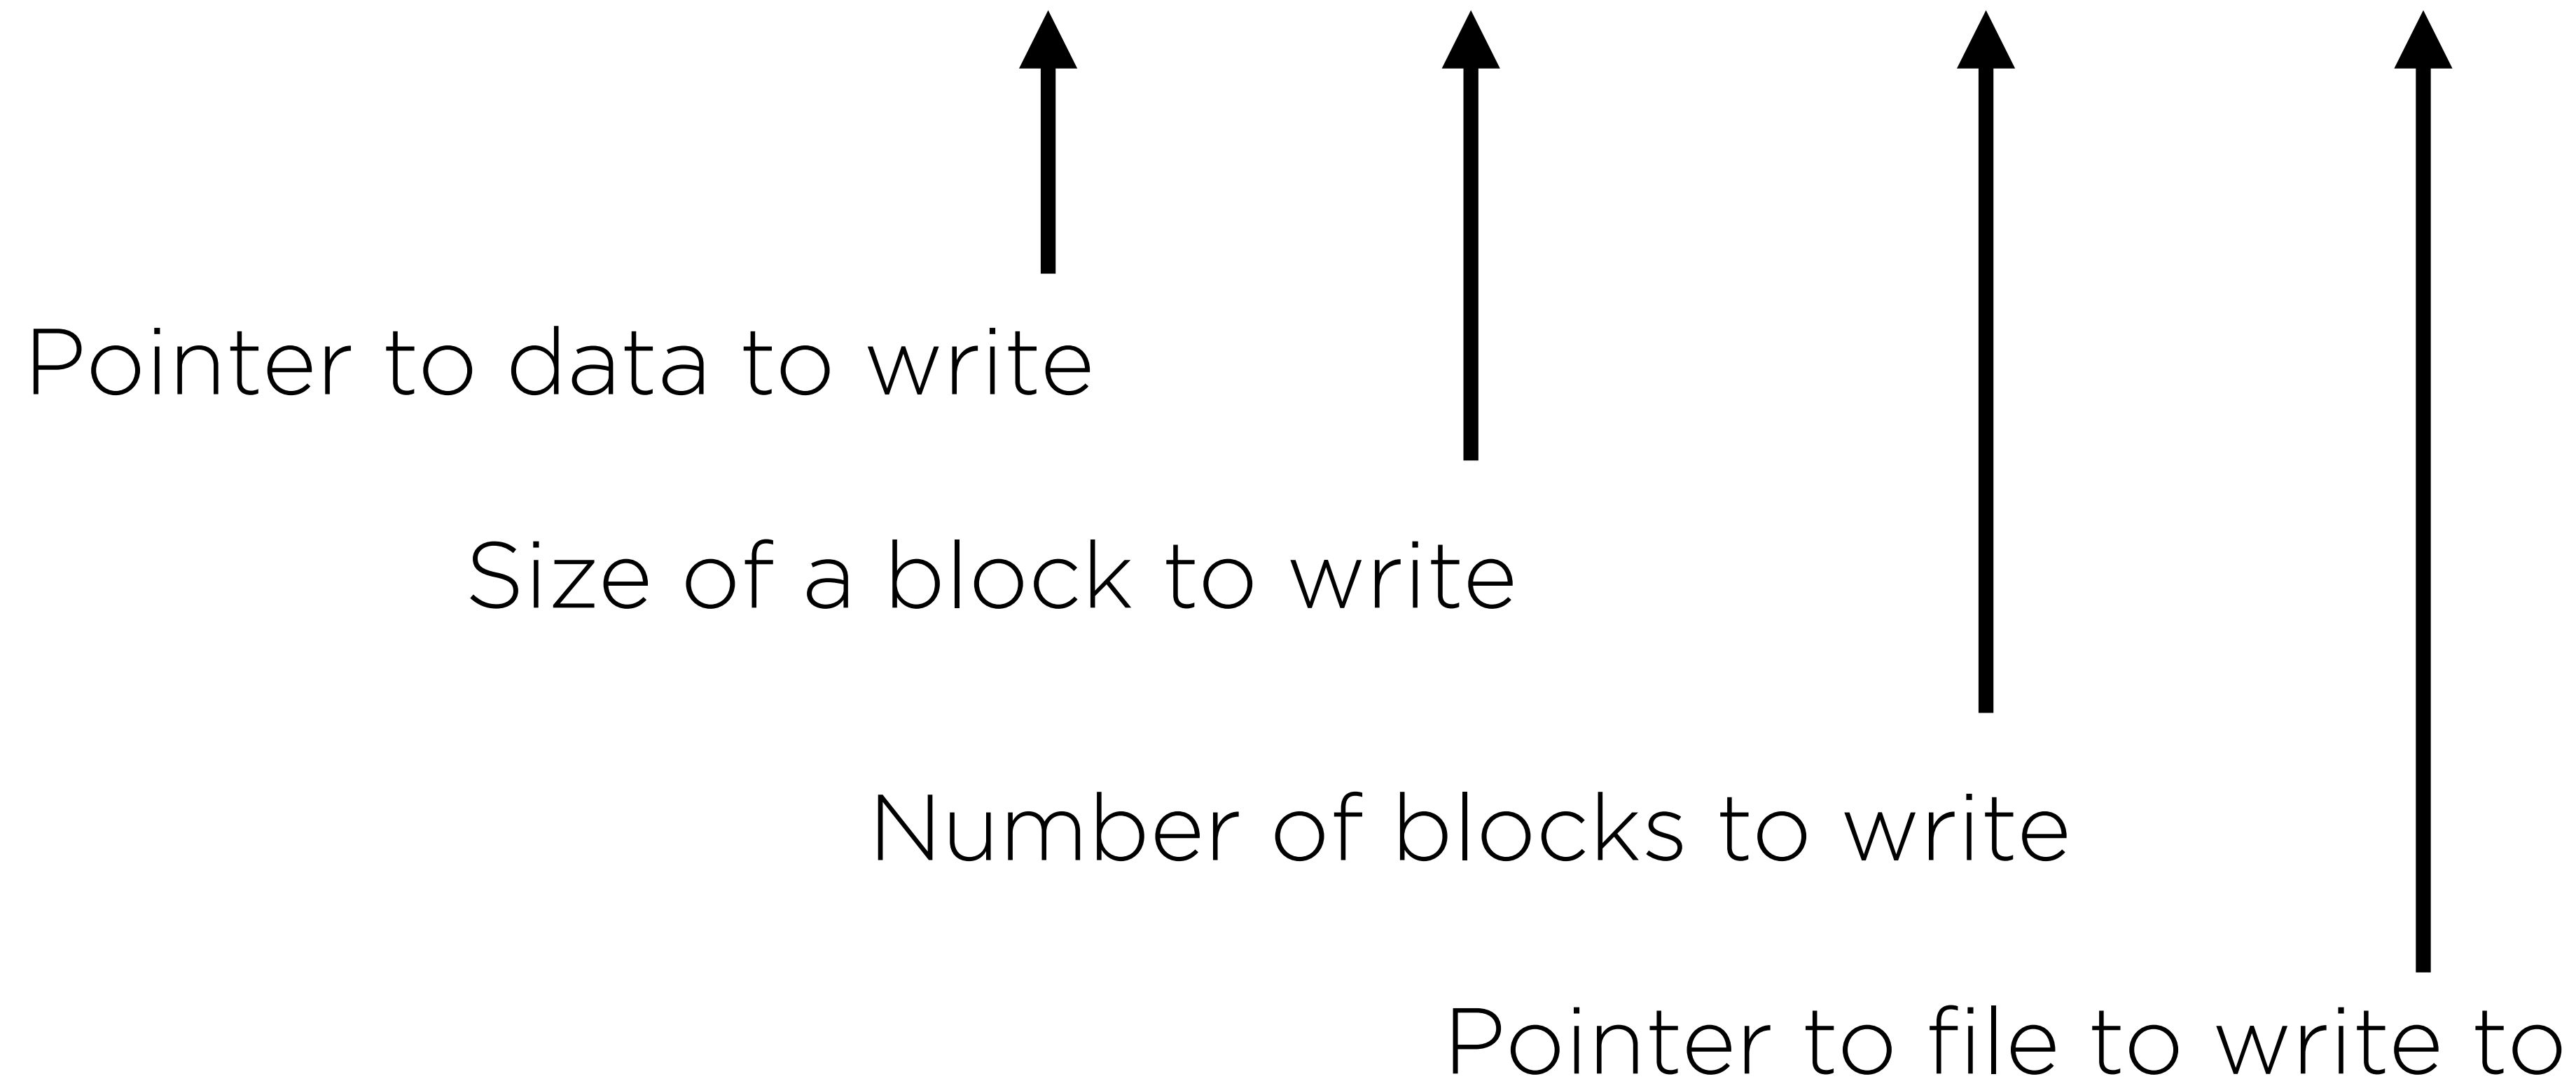 Pointer to data to write
Size of a block to write
Number of blocks to write
Pointer to file to write to